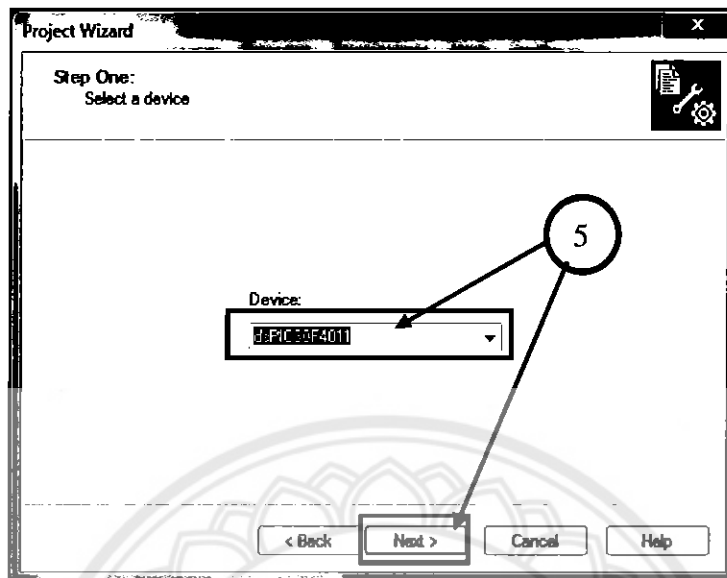 Project Wizard
X
Step One:
Select a device
5
Device:
dsPIC30F4011
< Back
Next >
Cancel
Help